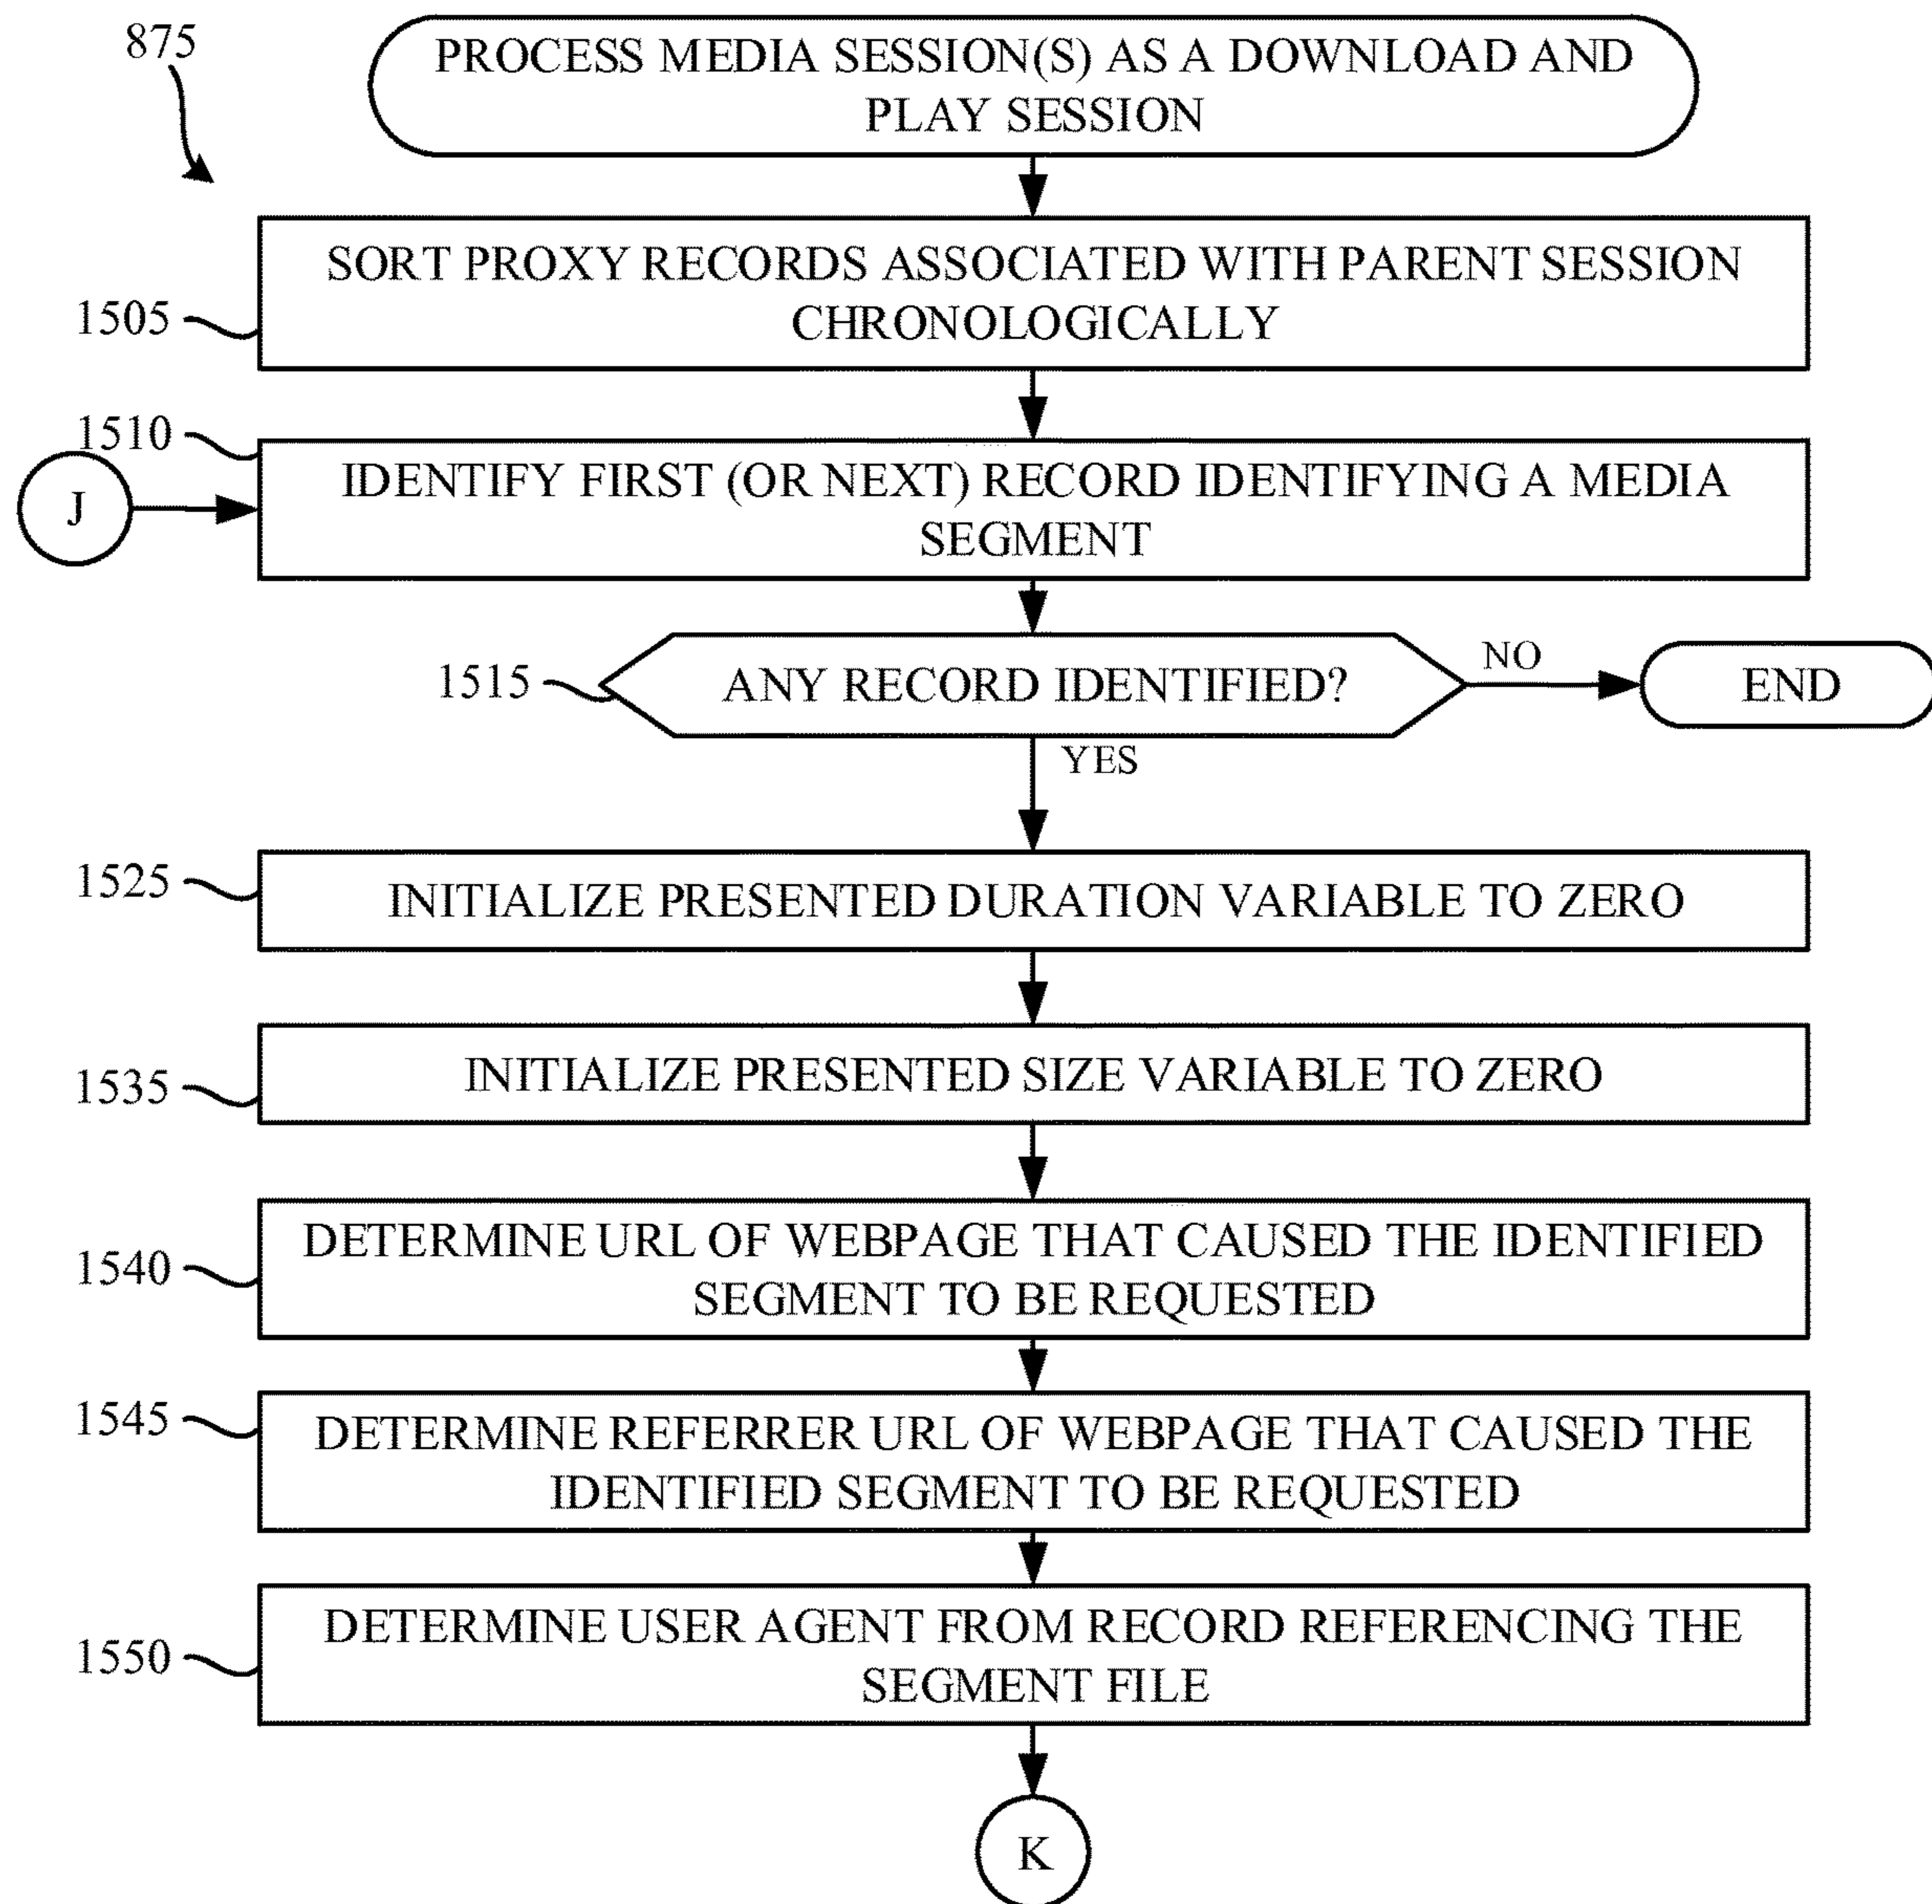 875
PROCESS MEDIA SESSION(S) AS A DOWNLOAD AND
PLAY SESSION
SORT PROXY RECORDS ASSOCIATED WITH PARENT SESSION
CHRONOLOGICALLY
1505
1510
J
IDENTIFY FIRST (OR NEXT) RECORD IDENTIFYING A MEDIA
SEGMENT
1515
ANY RECORD IDENTIFIED?
NO
END
YES
1525
INITIALIZE PRESENTED DURATION VARIABLE TO ZERO
1535
INITIALIZE PRESENTED SIZE VARIABLE TO ZERO
1540
DETERMINE URL OF WEBPAGE THAT CAUSED THE IDENTIFIED
SEGMENT TO BE REQUESTED
1545
DETERMINE REFERRER URL OF WEBPAGE THAT CAUSED THE
IDENTIFIED SEGMENT TO BE REQUESTED
1550
DETERMINE USER AGENT FROM RECORD REFERENCING THE
SEGMENT FILE
K